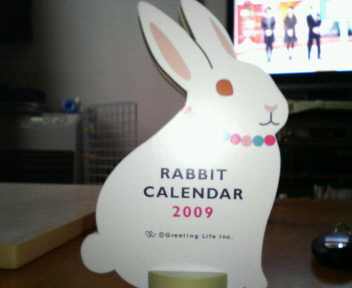 RABBIT
CALENDAR
2009
©Greeting Life Inc.